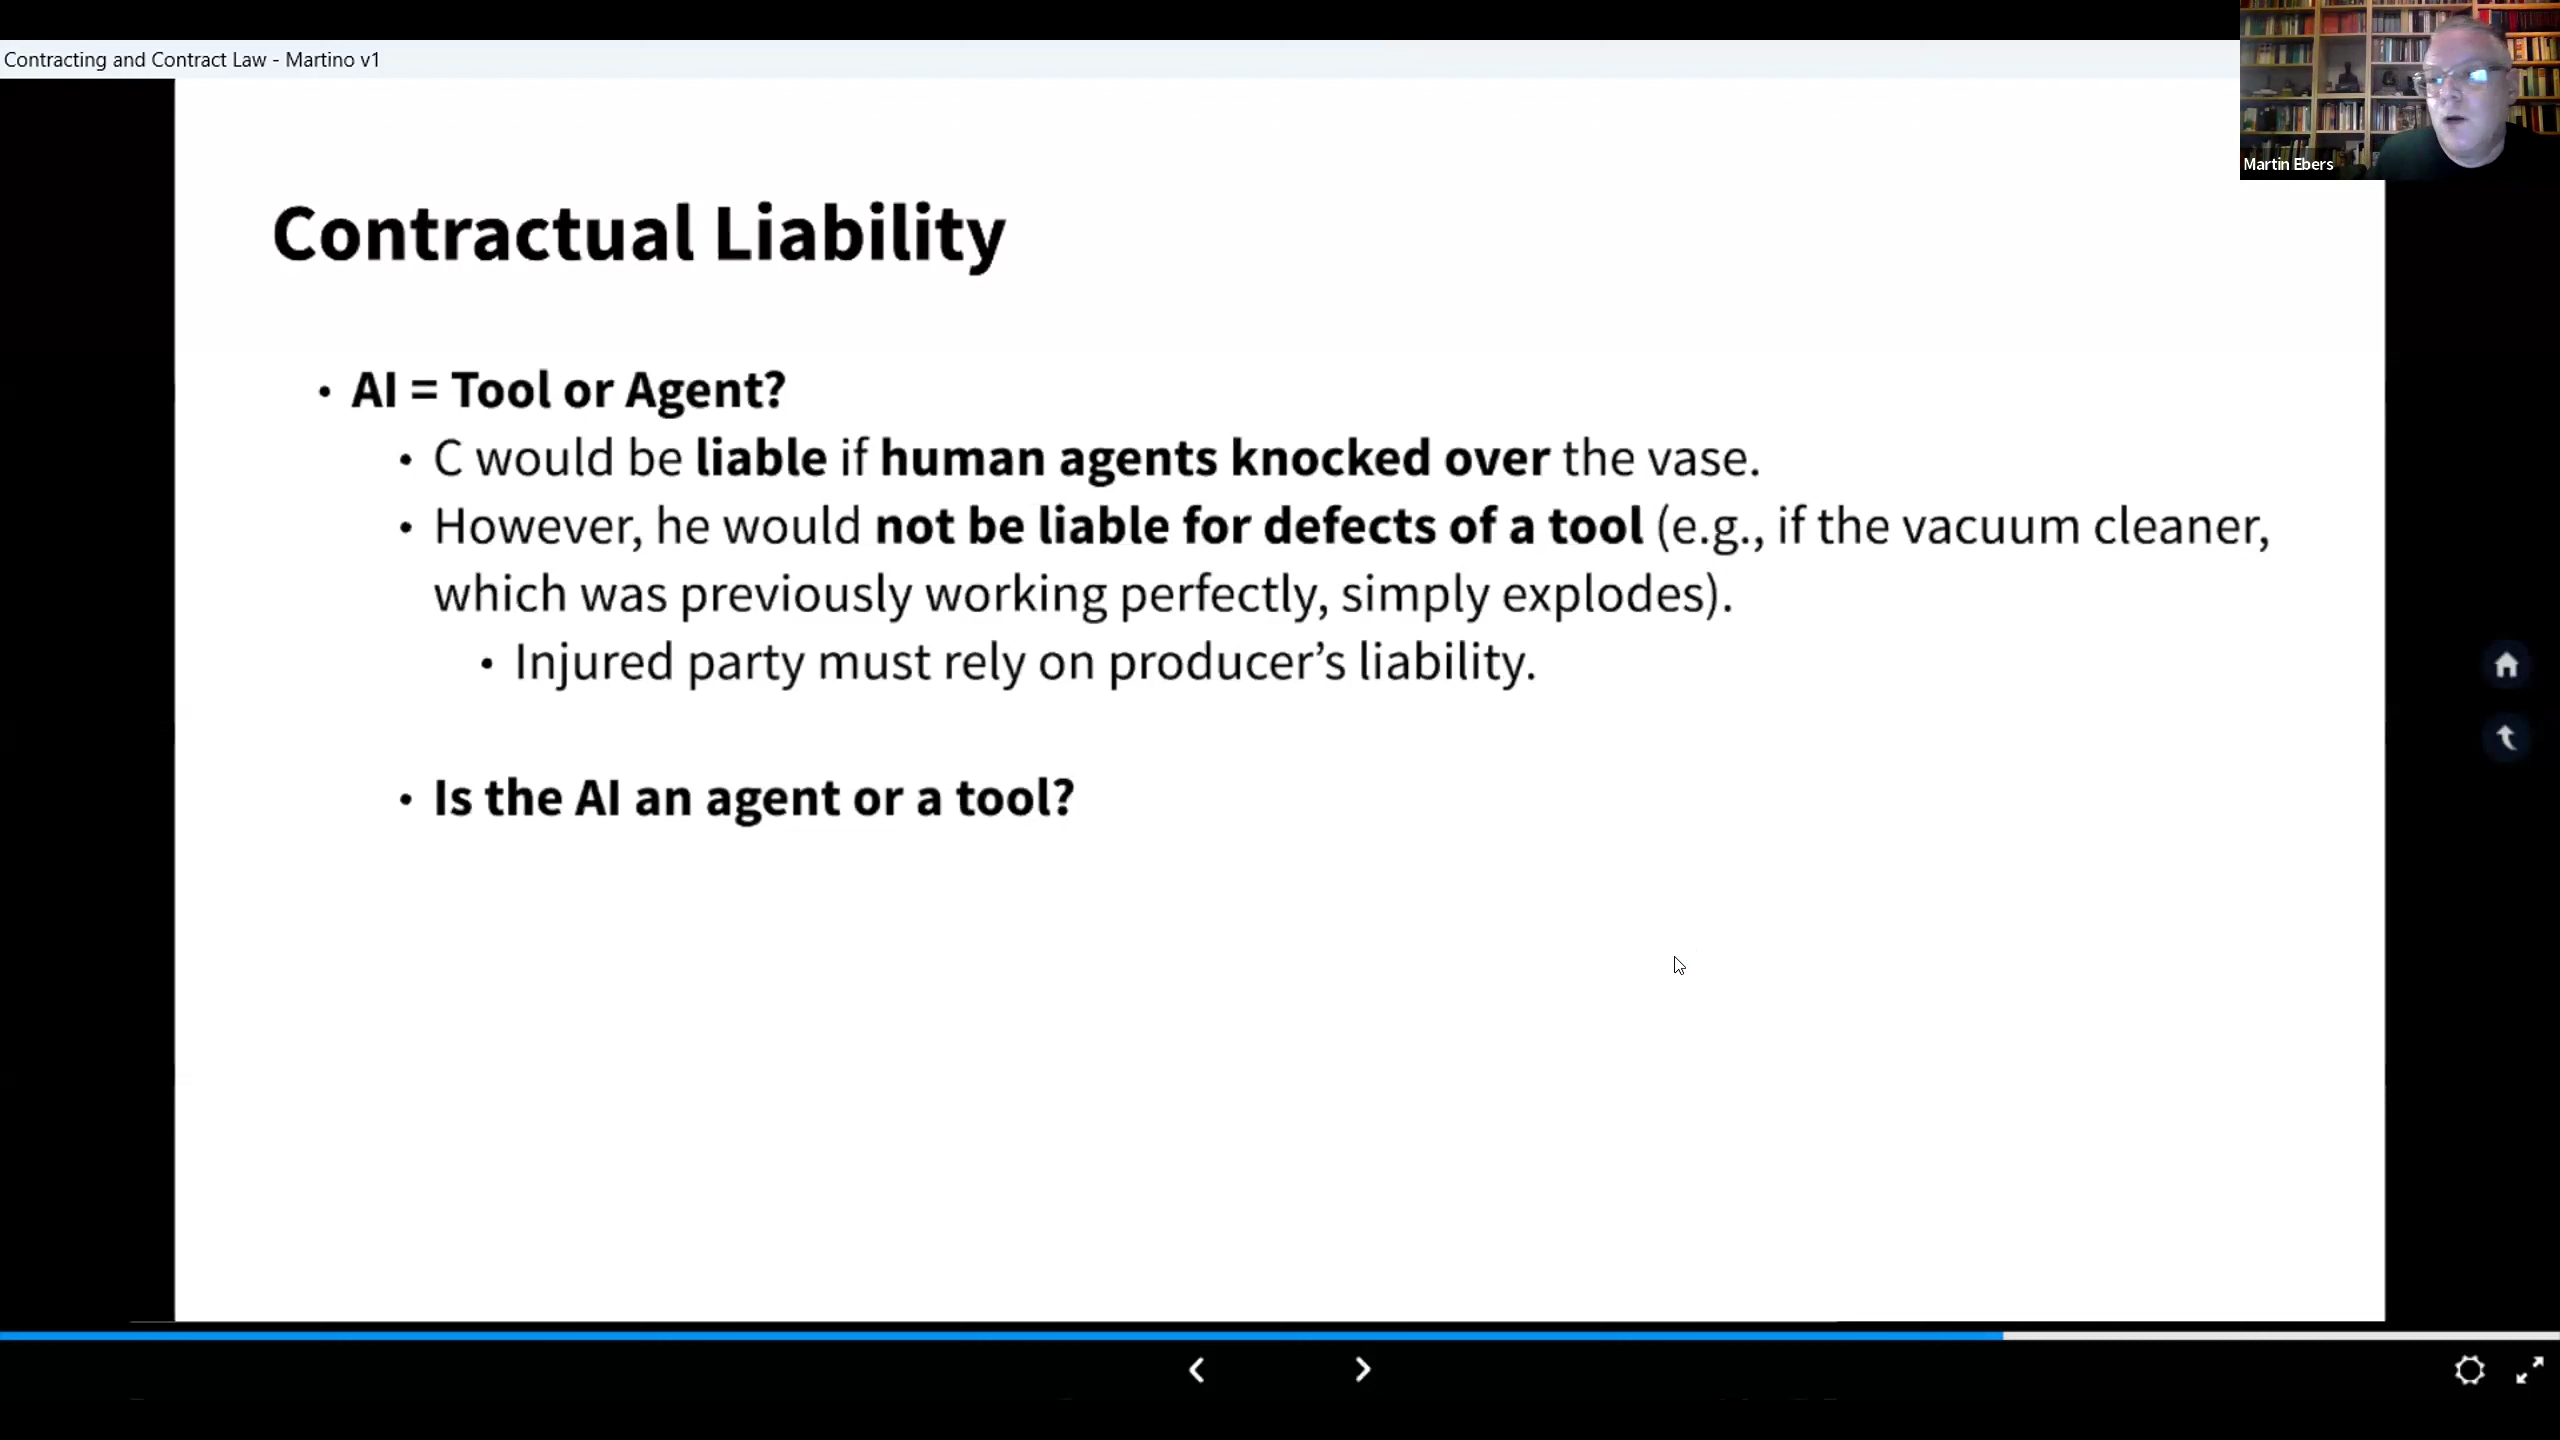 Contracting and Contract Law - Martino v1
Martin Ebers
Contractual Liability
• AI = Tool or Agent?
• C would be liable if human agents knocked over the vase.
• However, he would not be liable for defects of a tool (e.g., if the vacuum cleaner,
which was previously working perfectly, simply explodes).
• Injured party must rely on producer’s liability.
• Is the AI an agent or a tool?